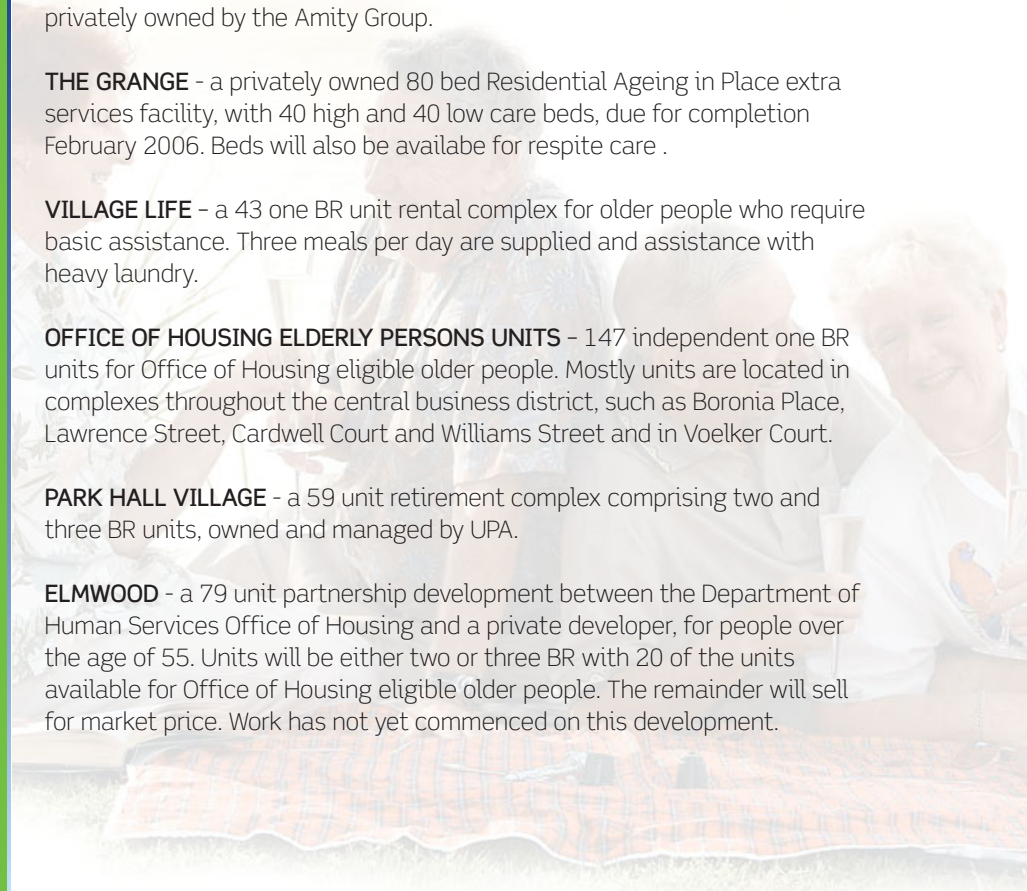 privately owned by the Amity Group.
THE GRANGE - a privately owned 80 bed Residential Ageing in Place extra
services facility, with 40 high and 40 low care beds, due for completion
February 2006. Beds will also be availabe for respite care .
VILLAGE LIFE – a 43 one BR unit rental complex for older people who require
basic assistance. Three meals per day are supplied and assistance with
heavy laundry.
OFFICE OF HOUSING ELDERLY PERSONS UNITS – 147 independent one BR
units for Office of Housing eligible older people. Mostly units are located in
complexes throughout the central business district, such as Boronia Place,
Lawrence Street, Cardwell Court and Williams Street and in Voelker Court.
PARK HALL VILLAGE - a 59 unit retirement complex comprising two and
three BR units, owned and managed by UPA.
ELMWOOD - a 79 unit partnership development between the Department of
Human Services Office of Housing and a private developer, for people over
the age of 55. Units will be either two or three BR with 20 of the units
available for Office of Housing eligible older people. The remainder will sell
for market price. Work has not yet commenced on this development.